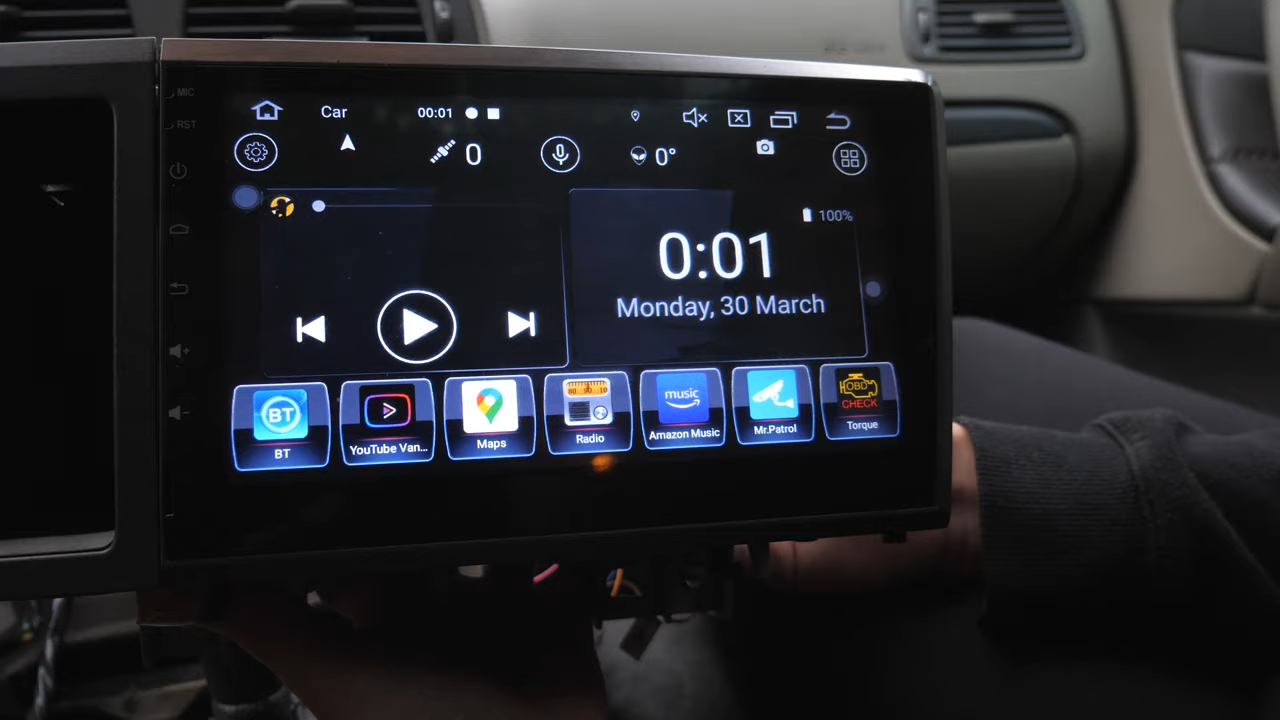 MIC
Car
00:01
RST
0
0°
100%
0:01
Monday, 30 March
BT
YouTube Van...
Maps
Radio
music
Amazon Music
Mr.Patrol
OBD
CHECK
Torque
BT